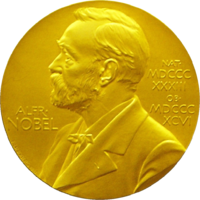 ALFR·
NOBEL
NAT·
MDCCC
XXXIII
OB·
MDCCC
XCVI